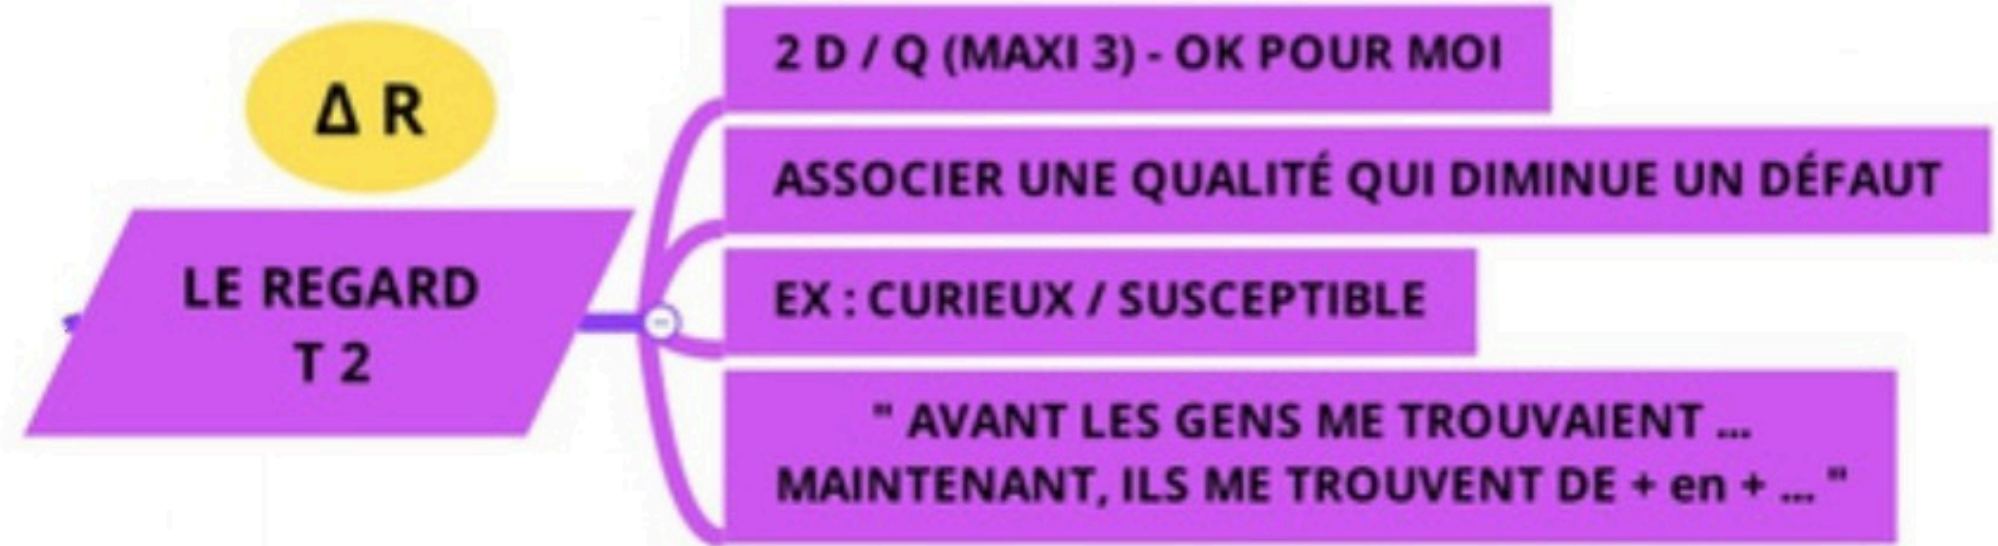 Δ R
LE REGARD
T 2
2 D / Q (MAXI 3) - OK POUR MOI
ASSOCIER UNE QUALITÉ QUI DIMINUE UN DÉFAUT
EX : CURIEUX / SUSCEPTIBLE
" AVANT LES GENS ME TROUVAIENT ...
MAINTENANT, ILS ME TROUVENT DE + en + ... "